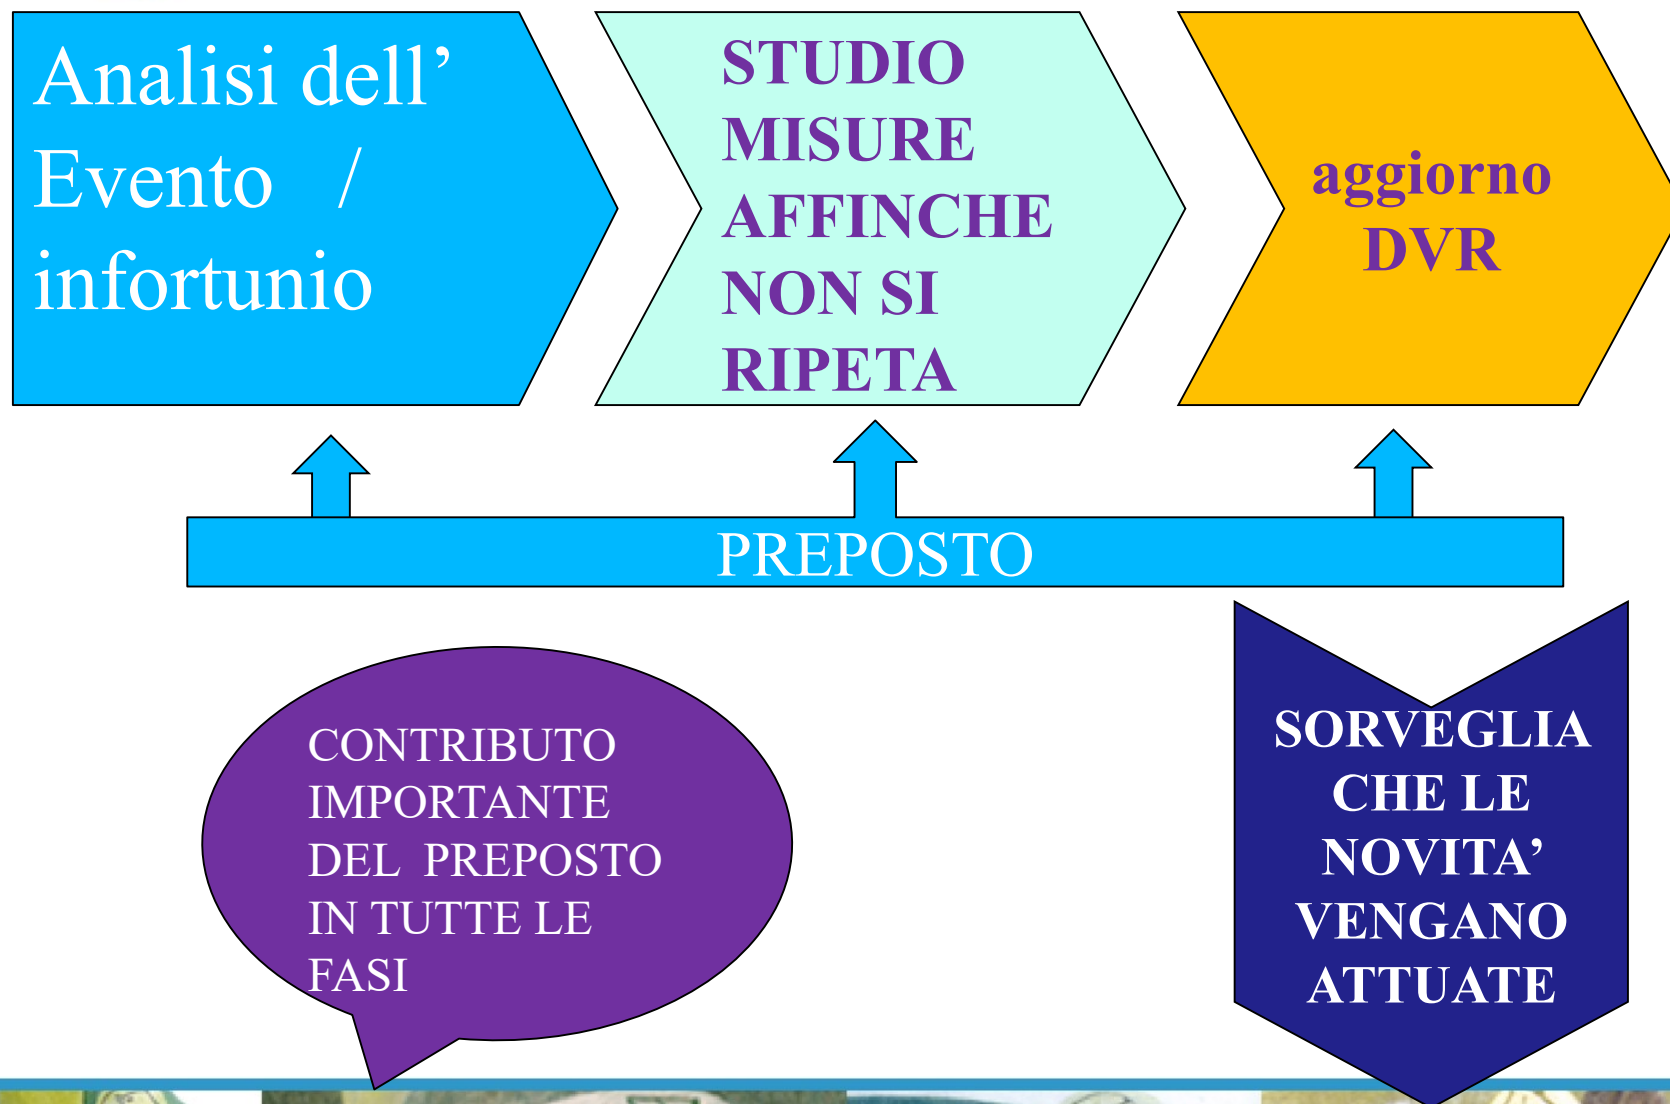 Analisi dell’
Evento / 
infortunio
STUDIO
MISURE
AFFINCHE
NON SI
RIPETA
aggiorno
DVR
PREPOSTO
CONTRIBUTO
IMPORTANTE
DEL PREPOSTO
IN TUTTE LE
FASI
SORVEGLIA
CHE LE
NOVITA’
VENGANO
ATTUATE